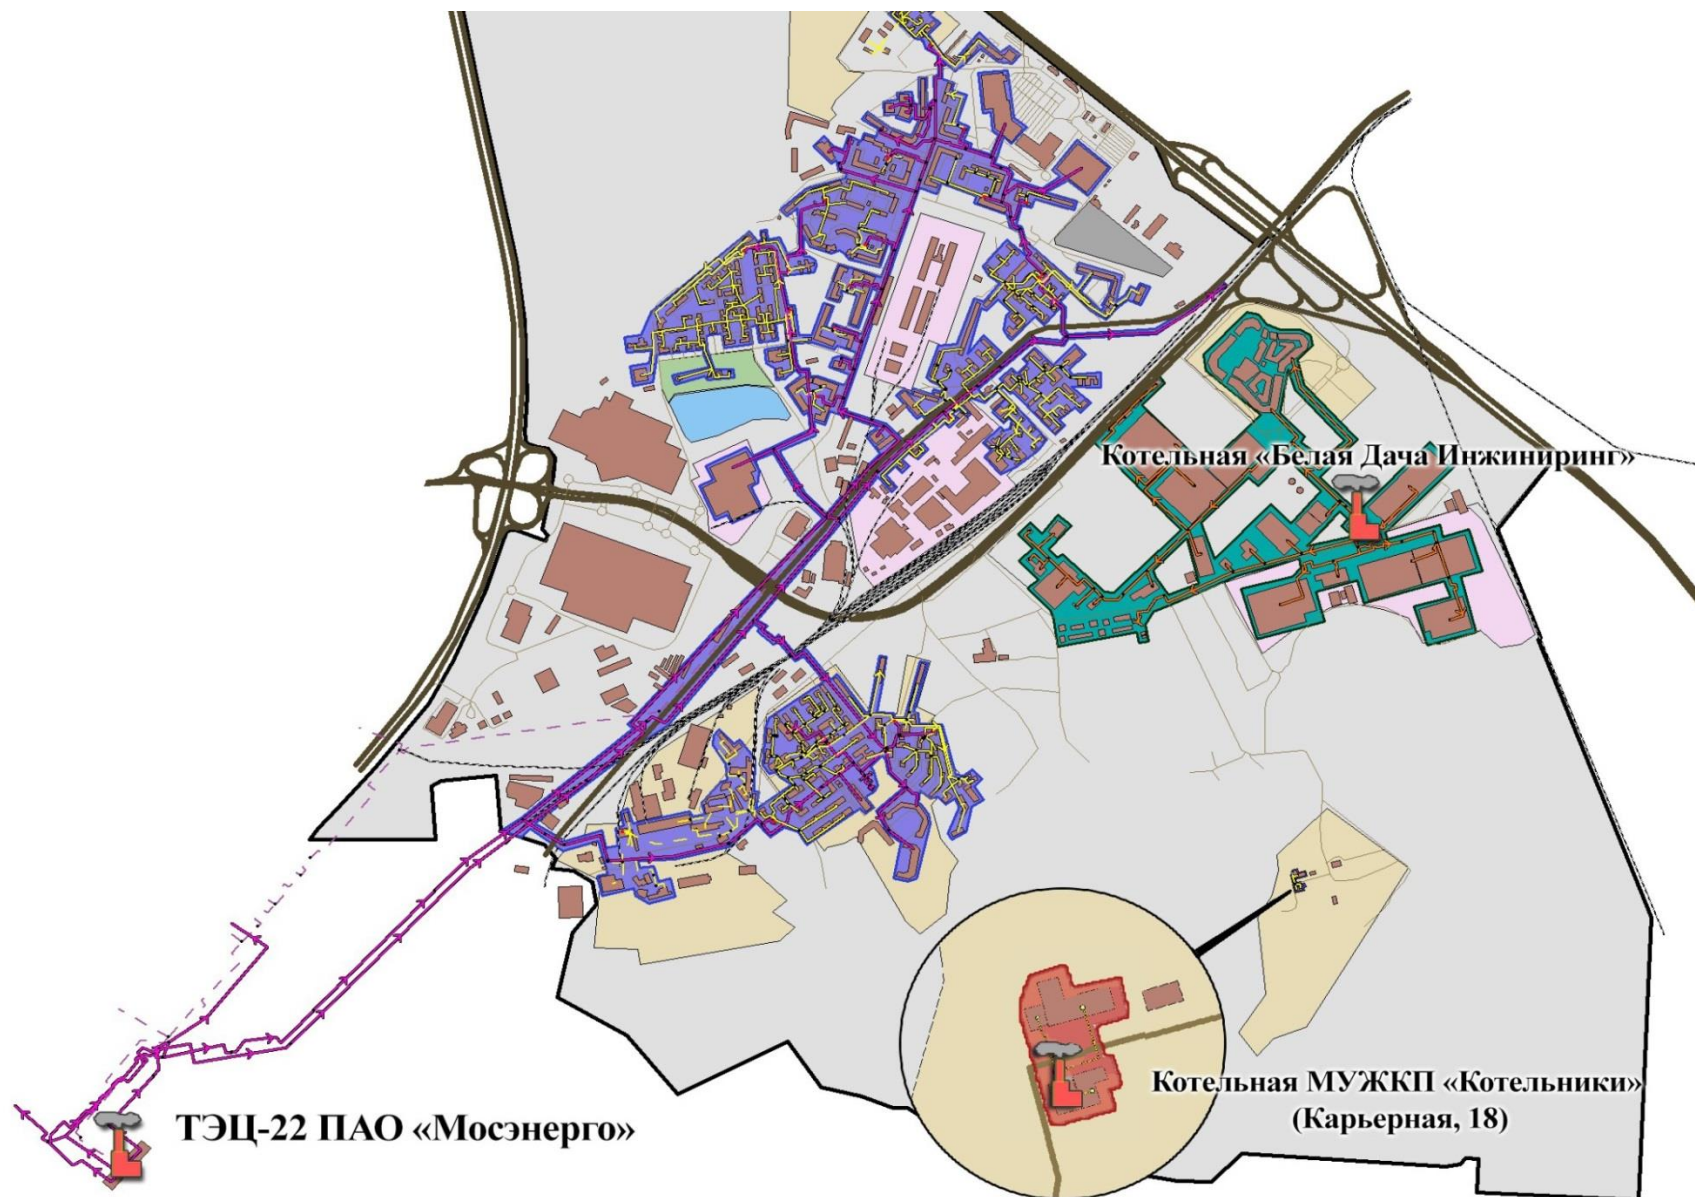 Котельная «Белая Дача Инжиниринг»
Котельная МУЖКП «Котельники»
(Карьерная, 18)
ТЭЦ-22 ПАО «Мосэнерго»